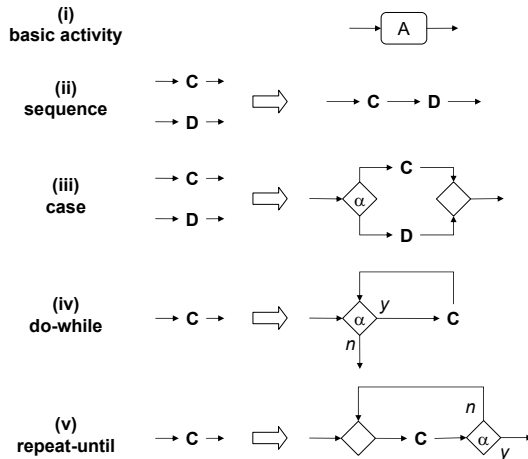 (i)
basic activity
A
(ii)
sequence
C
D
C D
(iii)
case
C
D
C
α
D
(iv)
do-while
C
α
y
C
n
(v)
repeat-until
C
n
C
α
y